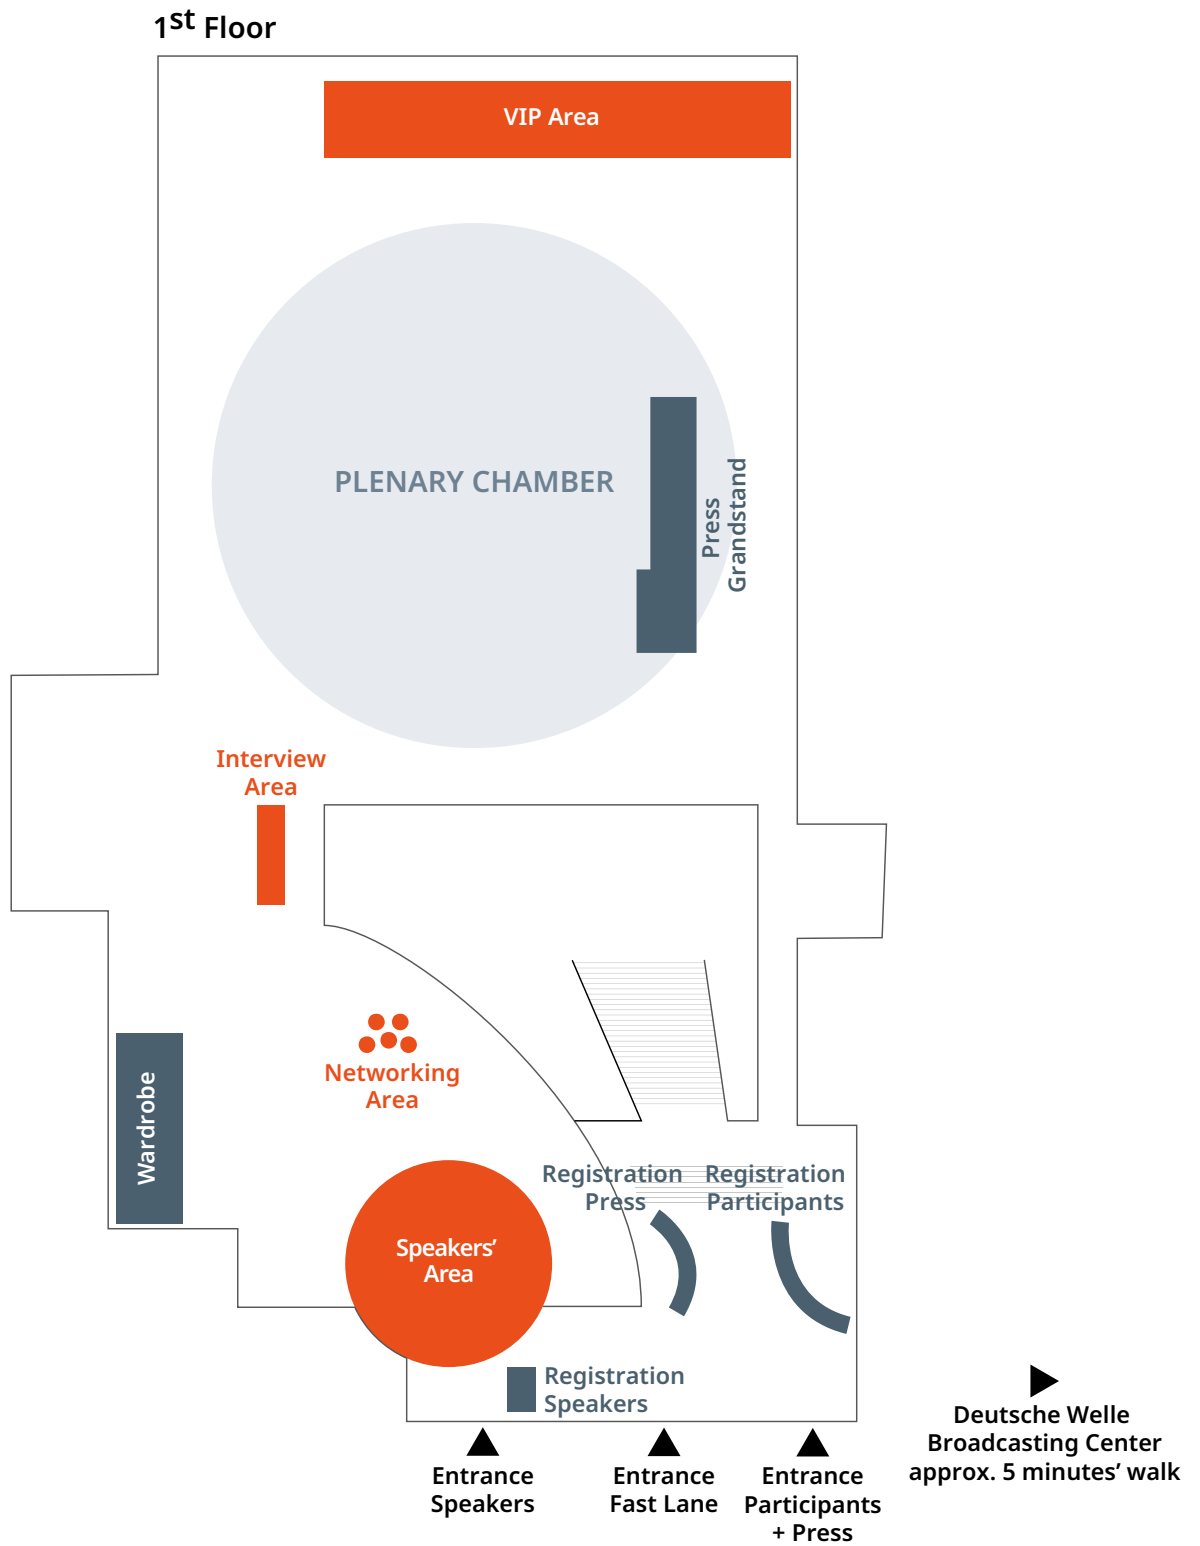 1st Floor
VIP Area
PLENARY CHAMBER
Press
Grandstand
Interview
Area
Networking
Area
Wardrobe
Registration
Press
Registration
Participants
Speakers’
Area
Registration
Speakers
Entrance
Speakers
Entrance
Fast Lane
Entrance
Participants
+ Press
Deutsche Welle
Broadcasting Center
approx. 5 minutes’ walk